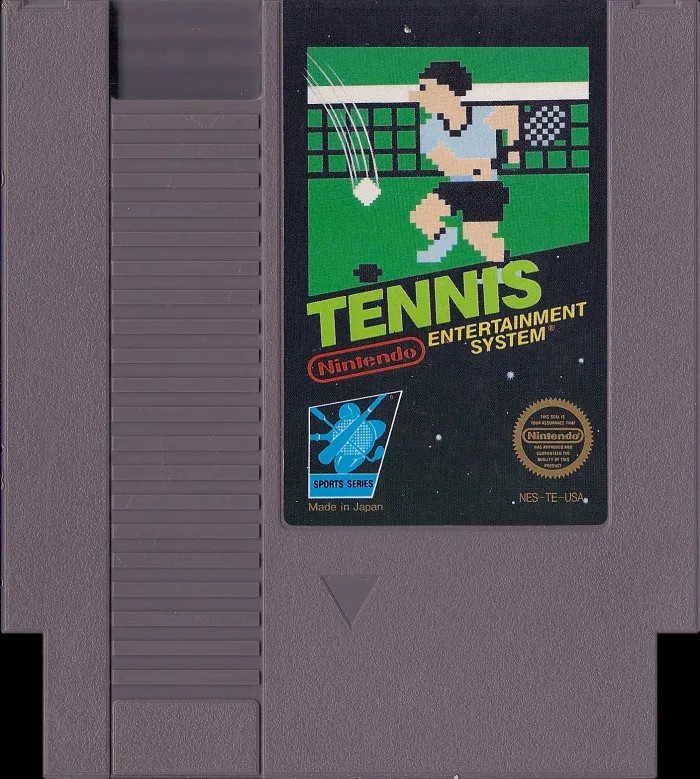 TENNIS
Nintendo
ENTERTAINMENT
SYSTEM®
SPORTS SERIES
®
Made in Japan
THIS SEAL IS
YOUR ASSURANCE THAT
Nintendo
HAS APPROVED AND
GUARANTEED THE
QUALITY OF THIS
PRODUCT.
NES-TE-USA